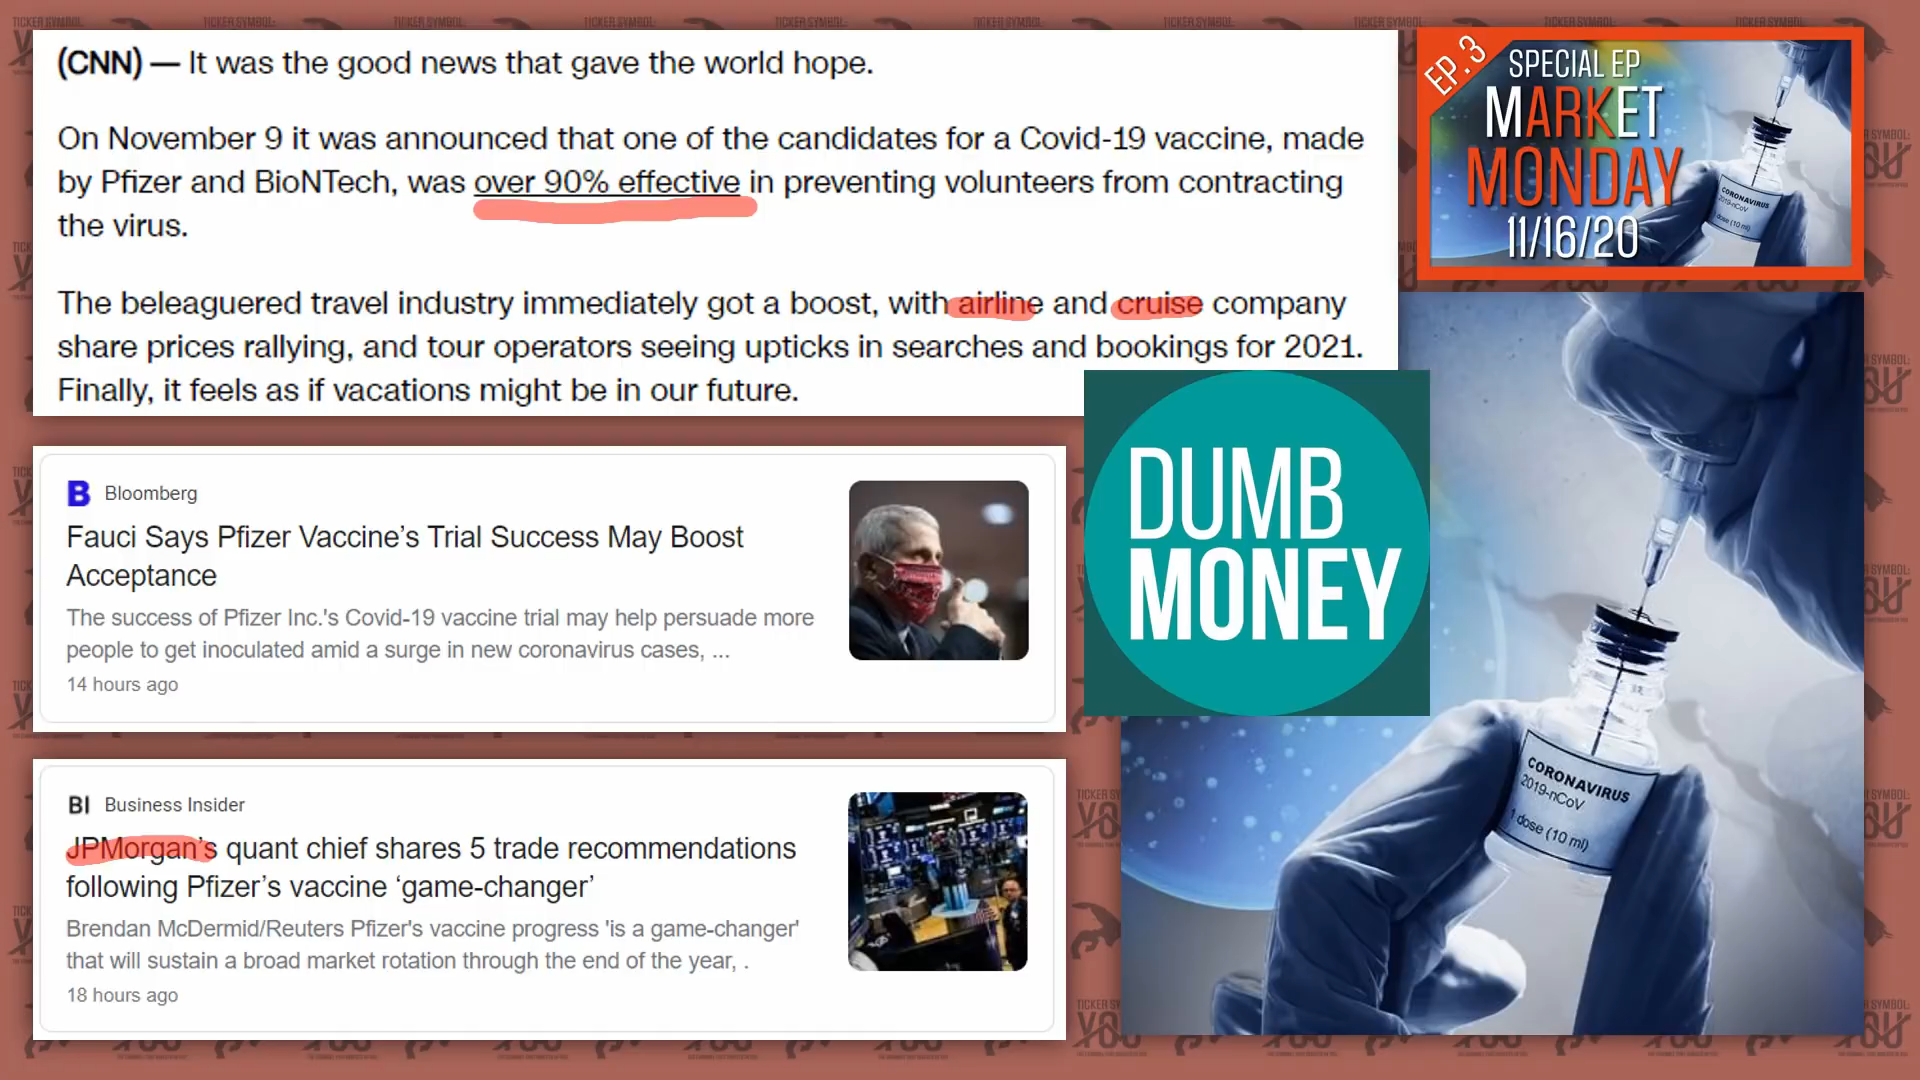 (CNN) — It was the good news that gave the world hope.
On November 9 it was announced that one of the candidates for a Covid-19 vaccine, made
by Pfizer and BioNTech, was over 90% effective in preventing volunteers from contracting
the virus.
The beleaguered travel industry immediately got a boost, with airline and cruise company
share prices rallying, and tour operators seeing upticks in searches and bookings for 2021.
Finally, it feels as if vacations might be in our future.
EP.3
SPECIAL EP
MARKET
MONDAY
11/16/20
CORONAVIRUS
2019-nCoV
dose (10 ml)
B Bloomberg
Fauci Says Pfizer Vaccine’s Trial Success May Boost
Acceptance
The success of Pfizer Inc.'s Covid-19 vaccine trial may help persuade more
people to get inoculated amid a surge in new coronavirus cases, ...
14 hours ago
DUMB
MONEY
BI Business Insider
JPMorgan’s quant chief shares 5 trade recommendations
following Pfizer’s vaccine ‘game-changer’
Brendan McDermid/Reuters Pfizer's vaccine progress 'is a game-changer'
that will sustain a broad market rotation through the end of the year, .
18 hours ago
CORONAVIRUS
2019-nCoV
1 dose (10 ml)
TICKER SYMBOL:
YOU